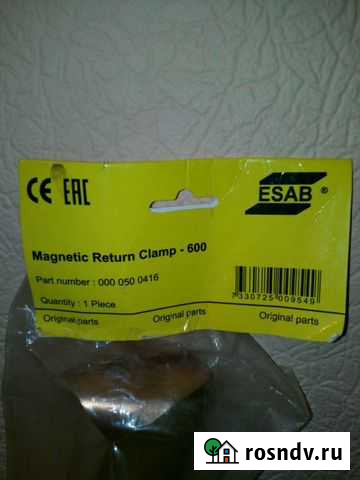 CE EAC
ESAB ®
Magnetic Return Clamp - 600
Part number : 000 050 0416
Quantity : 1 Piece
7330725009549
Original parts Original parts Original parts
rosndv.ru